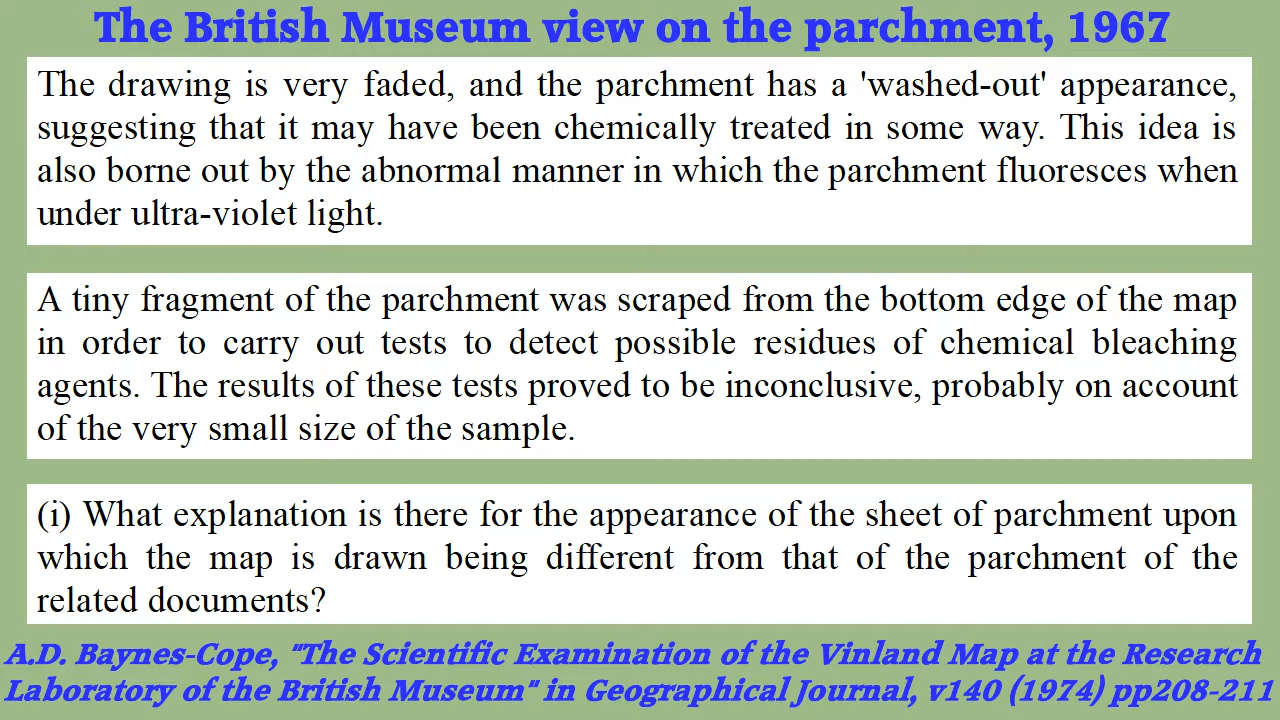 The British Museum view on the parchment, 1967
The drawing is very faded, and the parchment has a 'washed-out' appearance,
suggesting that it may have been chemically treated in some way. This idea is
also borne out by the abnormal manner in which the parchment fluoresces when
under ultra-violet light.
A tiny fragment of the parchment was scraped from the bottom edge of the map
in order to carry out tests to detect possible residues of chemical bleaching
agents. The results of these tests proved to be inconclusive, probably on account
of the very small size of the sample.
(i) What explanation is there for the appearance of the sheet of parchment upon
which the map is drawn being different from that of the parchment of the
related documents?
A.D. Baynes-Cope, "The Scientific Examination of the Vinland Map at the Research
Laboratory of the British Museum" in Geographical Journal, v140 (1974) pp208-211